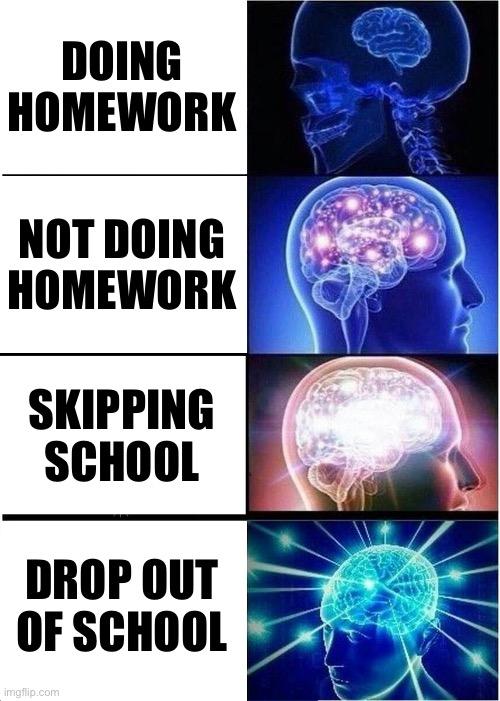 DOING
HOMEWORK
NOT DOING
HOMEWORK
SKIPPING
SCHOOL
DROP OUT
OF SCHOOL
imgflip.com